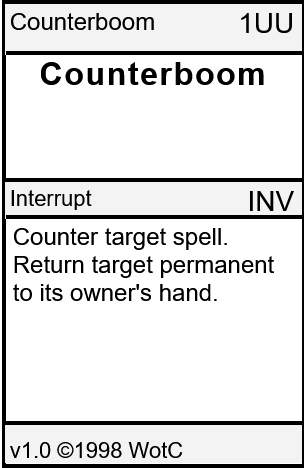 Counterboom 1UU
Counterboom
Interrupt INV
Counter target spell.
Return target permanent
to its owner's hand.
v1.0 ©1998 WotC